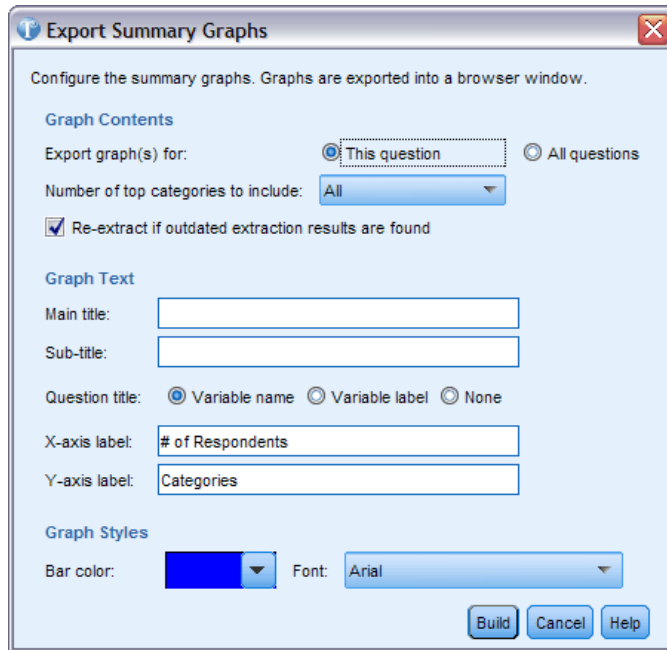 Export Summary Graphs
Configure the summary graphs. Graphs are exported into a browser window.
Graph Contents
Export graph(s) for: This question All questions
Number of top categories to include: All
Re-extract if outdated extraction results are found
Graph Text
Main title:
Sub-title:
Question title: Variable name Variable label None
X-axis label: # of Respondents
Y-axis label: Categories
Graph Styles
Bar color: Font: Arial
Build Cancel Help